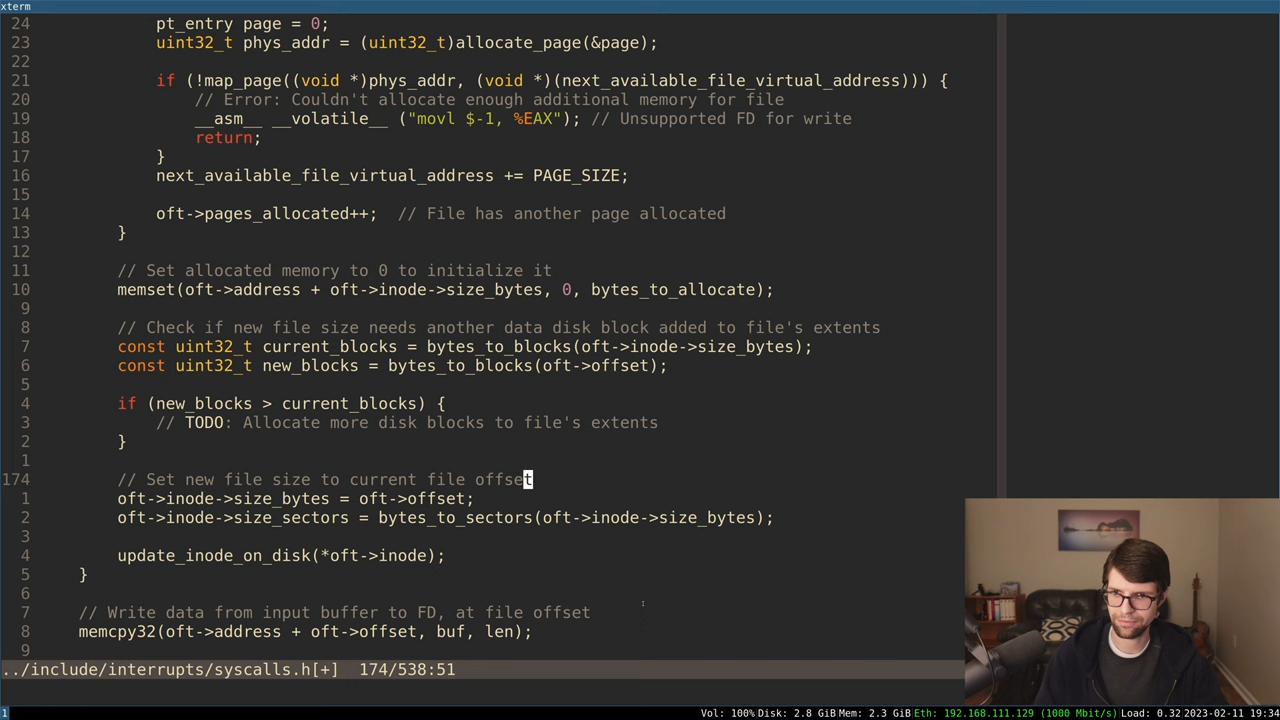 xterm
24 pt_entry page = 0;
23 uint32_t phys_addr = (uint32_t)allocate_page(&page);
22
21 if (!map_page((void *)phys_addr, (void *)(next_available_file_virtual_address))) {
20 // Error: Couldn't allocate enough additional memory for file
19 __asm__ __volatile__ ("movl $-1, %EAX"); // Unsupported FD for write
18 return;
17 }
16 next_available_file_virtual_address += PAGE_SIZE;
15
14 oft->pages_allocated++;  // File has another page allocated
13 }
12
11 // Set allocated memory to 0 to initialize it
10 memset(oft->address + oft->inode->size_bytes, 0, bytes_to_allocate);
9
8 // Check if new file size needs another data disk block added to file's extents
7 const uint32_t current_blocks = bytes_to_blocks(oft->inode->size_bytes);
6 const uint32_t new_blocks = bytes_to_blocks(oft->offset);
5
4 if (new_blocks > current_blocks) {
3 // TODO: Allocate more disk blocks to file's extents
2 }
1
174 // Set new file size to current file offset
1 oft->inode->size_bytes = oft->offset;
2 oft->inode->size_sectors = bytes_to_sectors(oft->inode->size_bytes);
3
4 update_inode_on_disk(*oft->inode);
5 }
6
7 // Write data from input buffer to FD, at file offset
8 memcpy32(oft->address + oft->offset, buf, len);
9
../include/interrupts/syscalls.h[+]  174/538:51
1 Vol: 100% Disk: 2.8 GiB Mem: 2.3 GiB Eth: 192.168.111.129 (1000 Mbit/s) Load: 0.32 2023-02-11 19:34